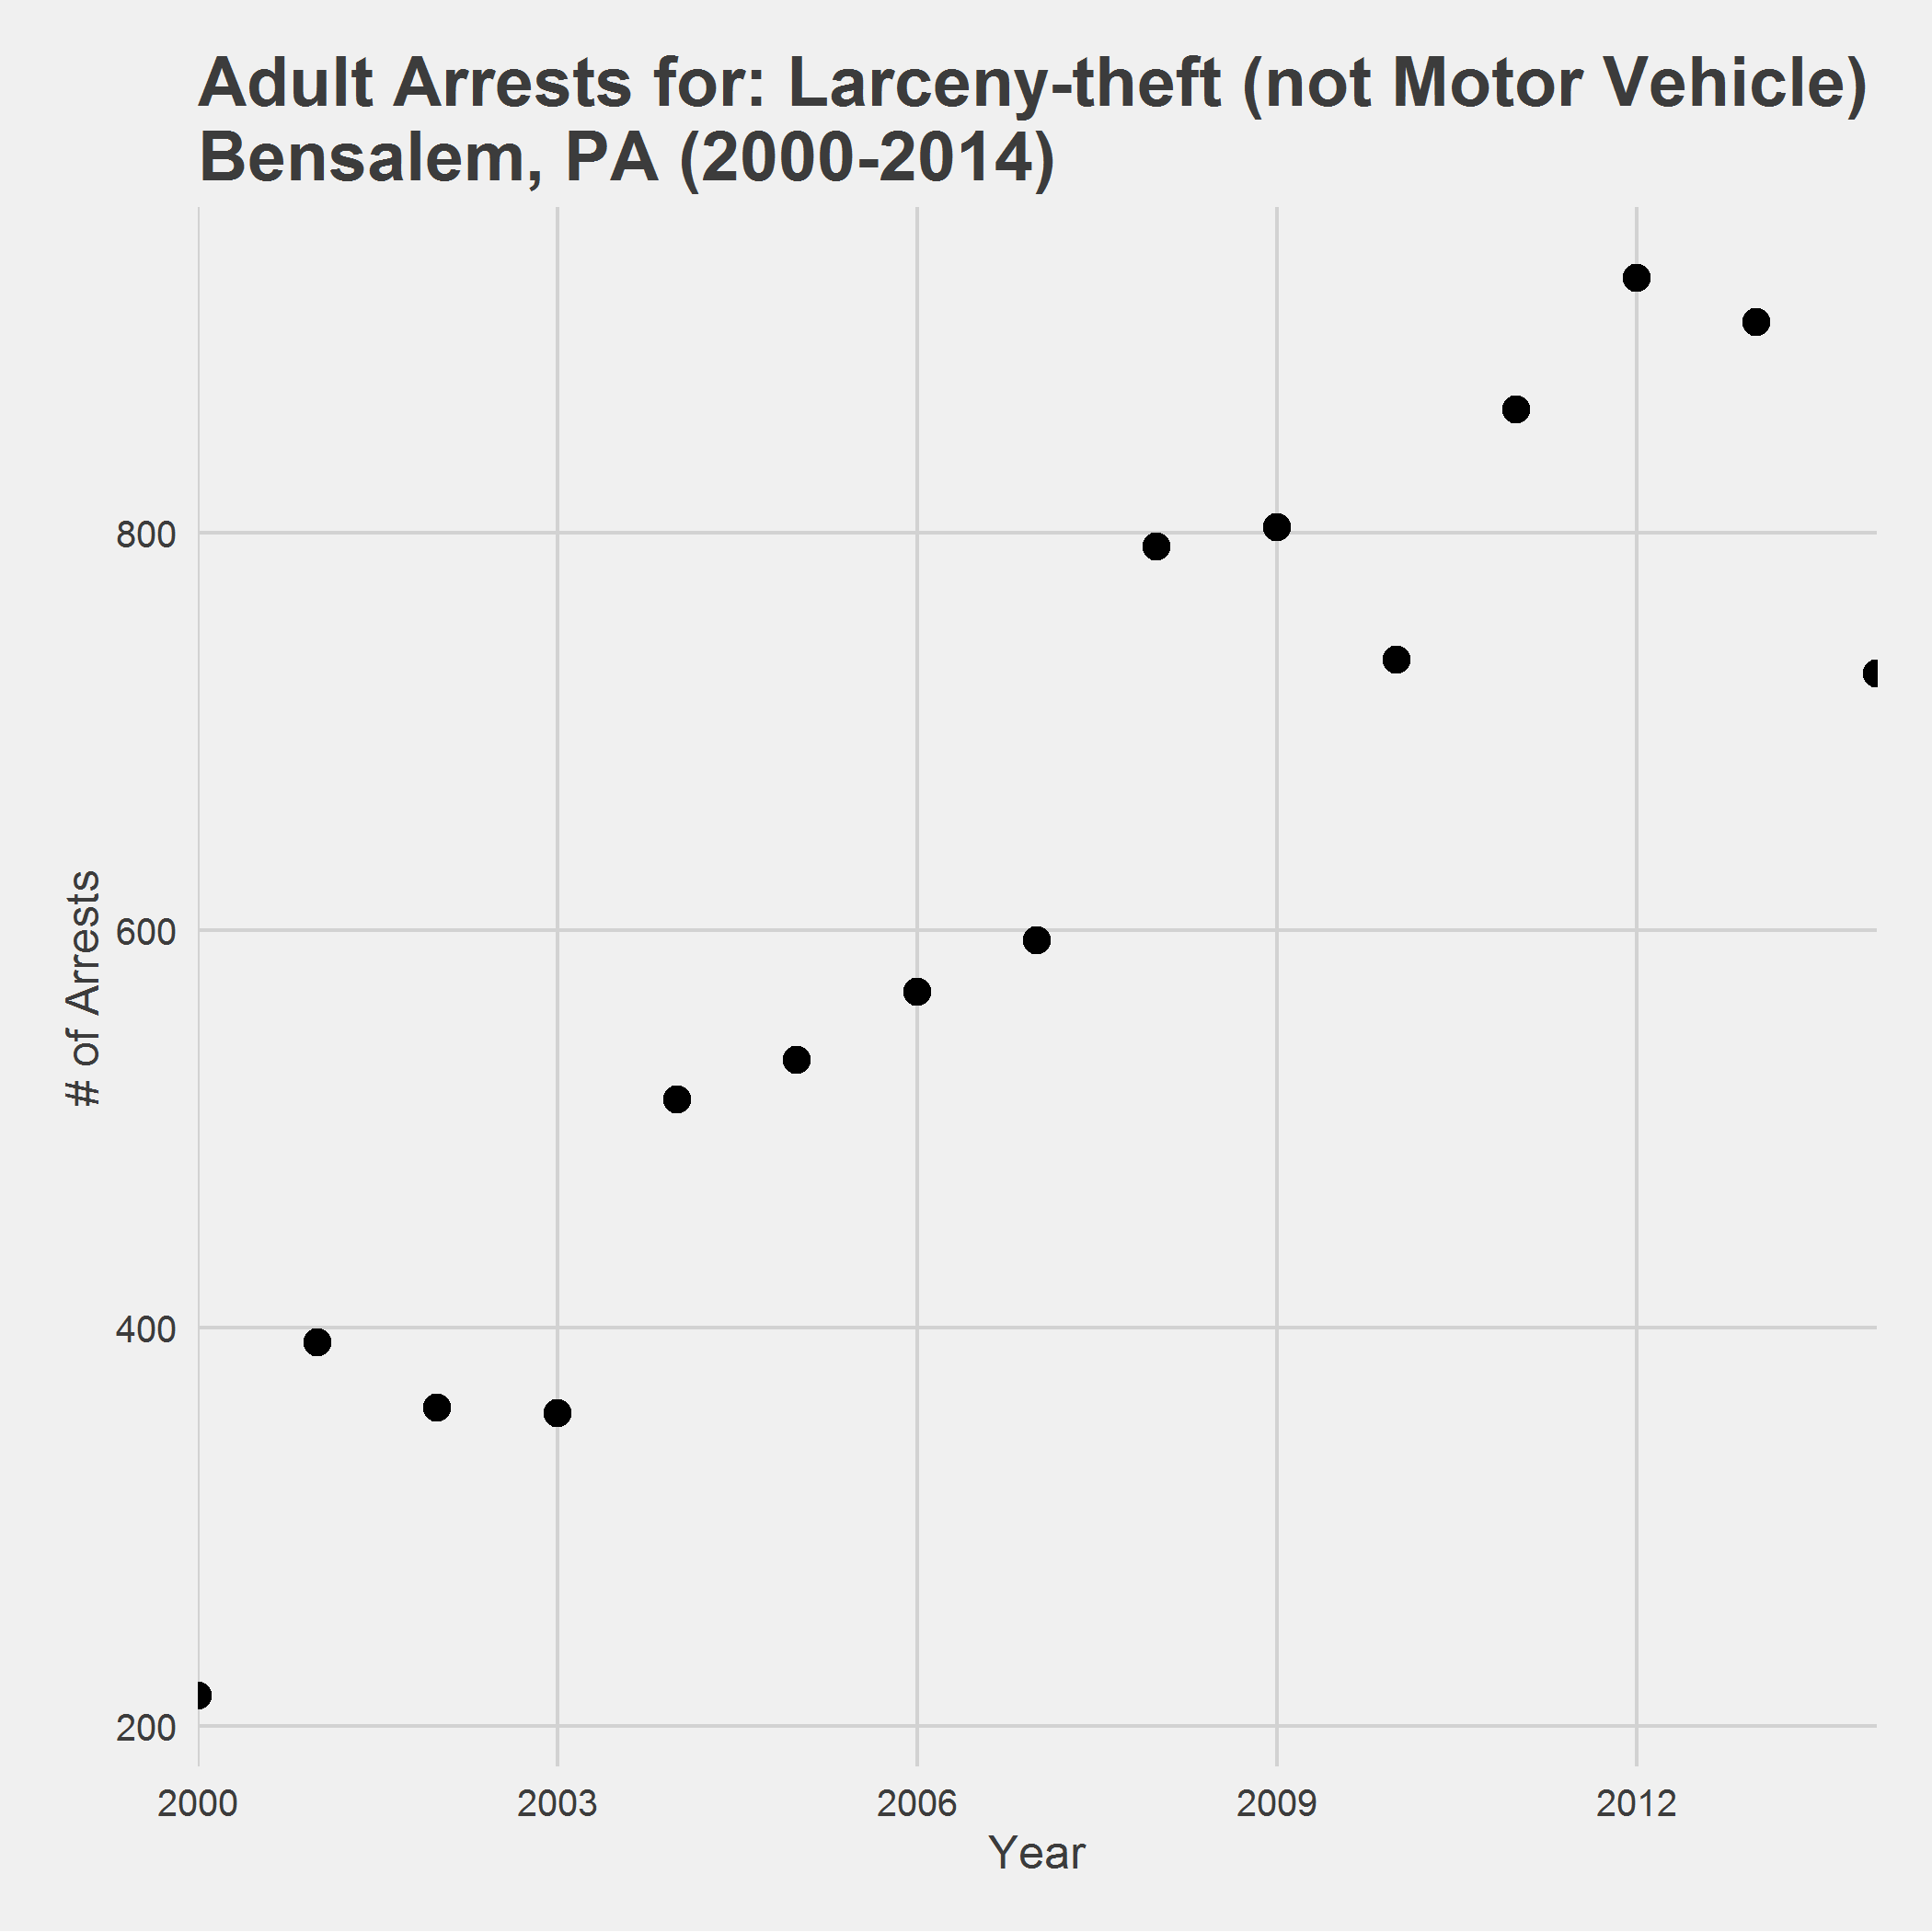 Adult Arrests for: Larceny-theft (not Motor Vehicle)
Bensalem, PA (2000-2014)
800
600
400
200
# of Arrests
2000 2003 2006 2009 2012
Year